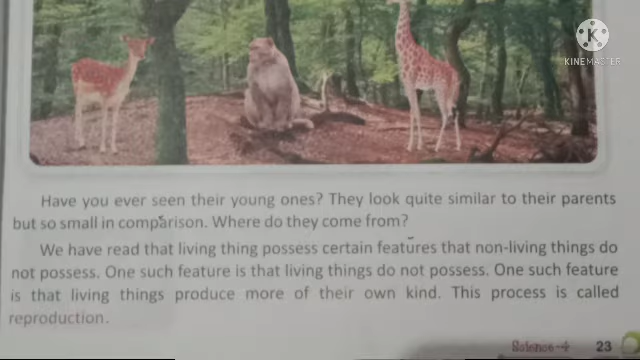 KINEMASTER
Have you ever seen their young ones? They look quite similar to their parents
but so small in comparison. Where do they come from?
We have read that living thing possess certain features that non-living things do
not possess. One such feature is that living things do not possess. One such feature
is that living things produce more of their own kind. This process is called
reproduction.
Science-4 23